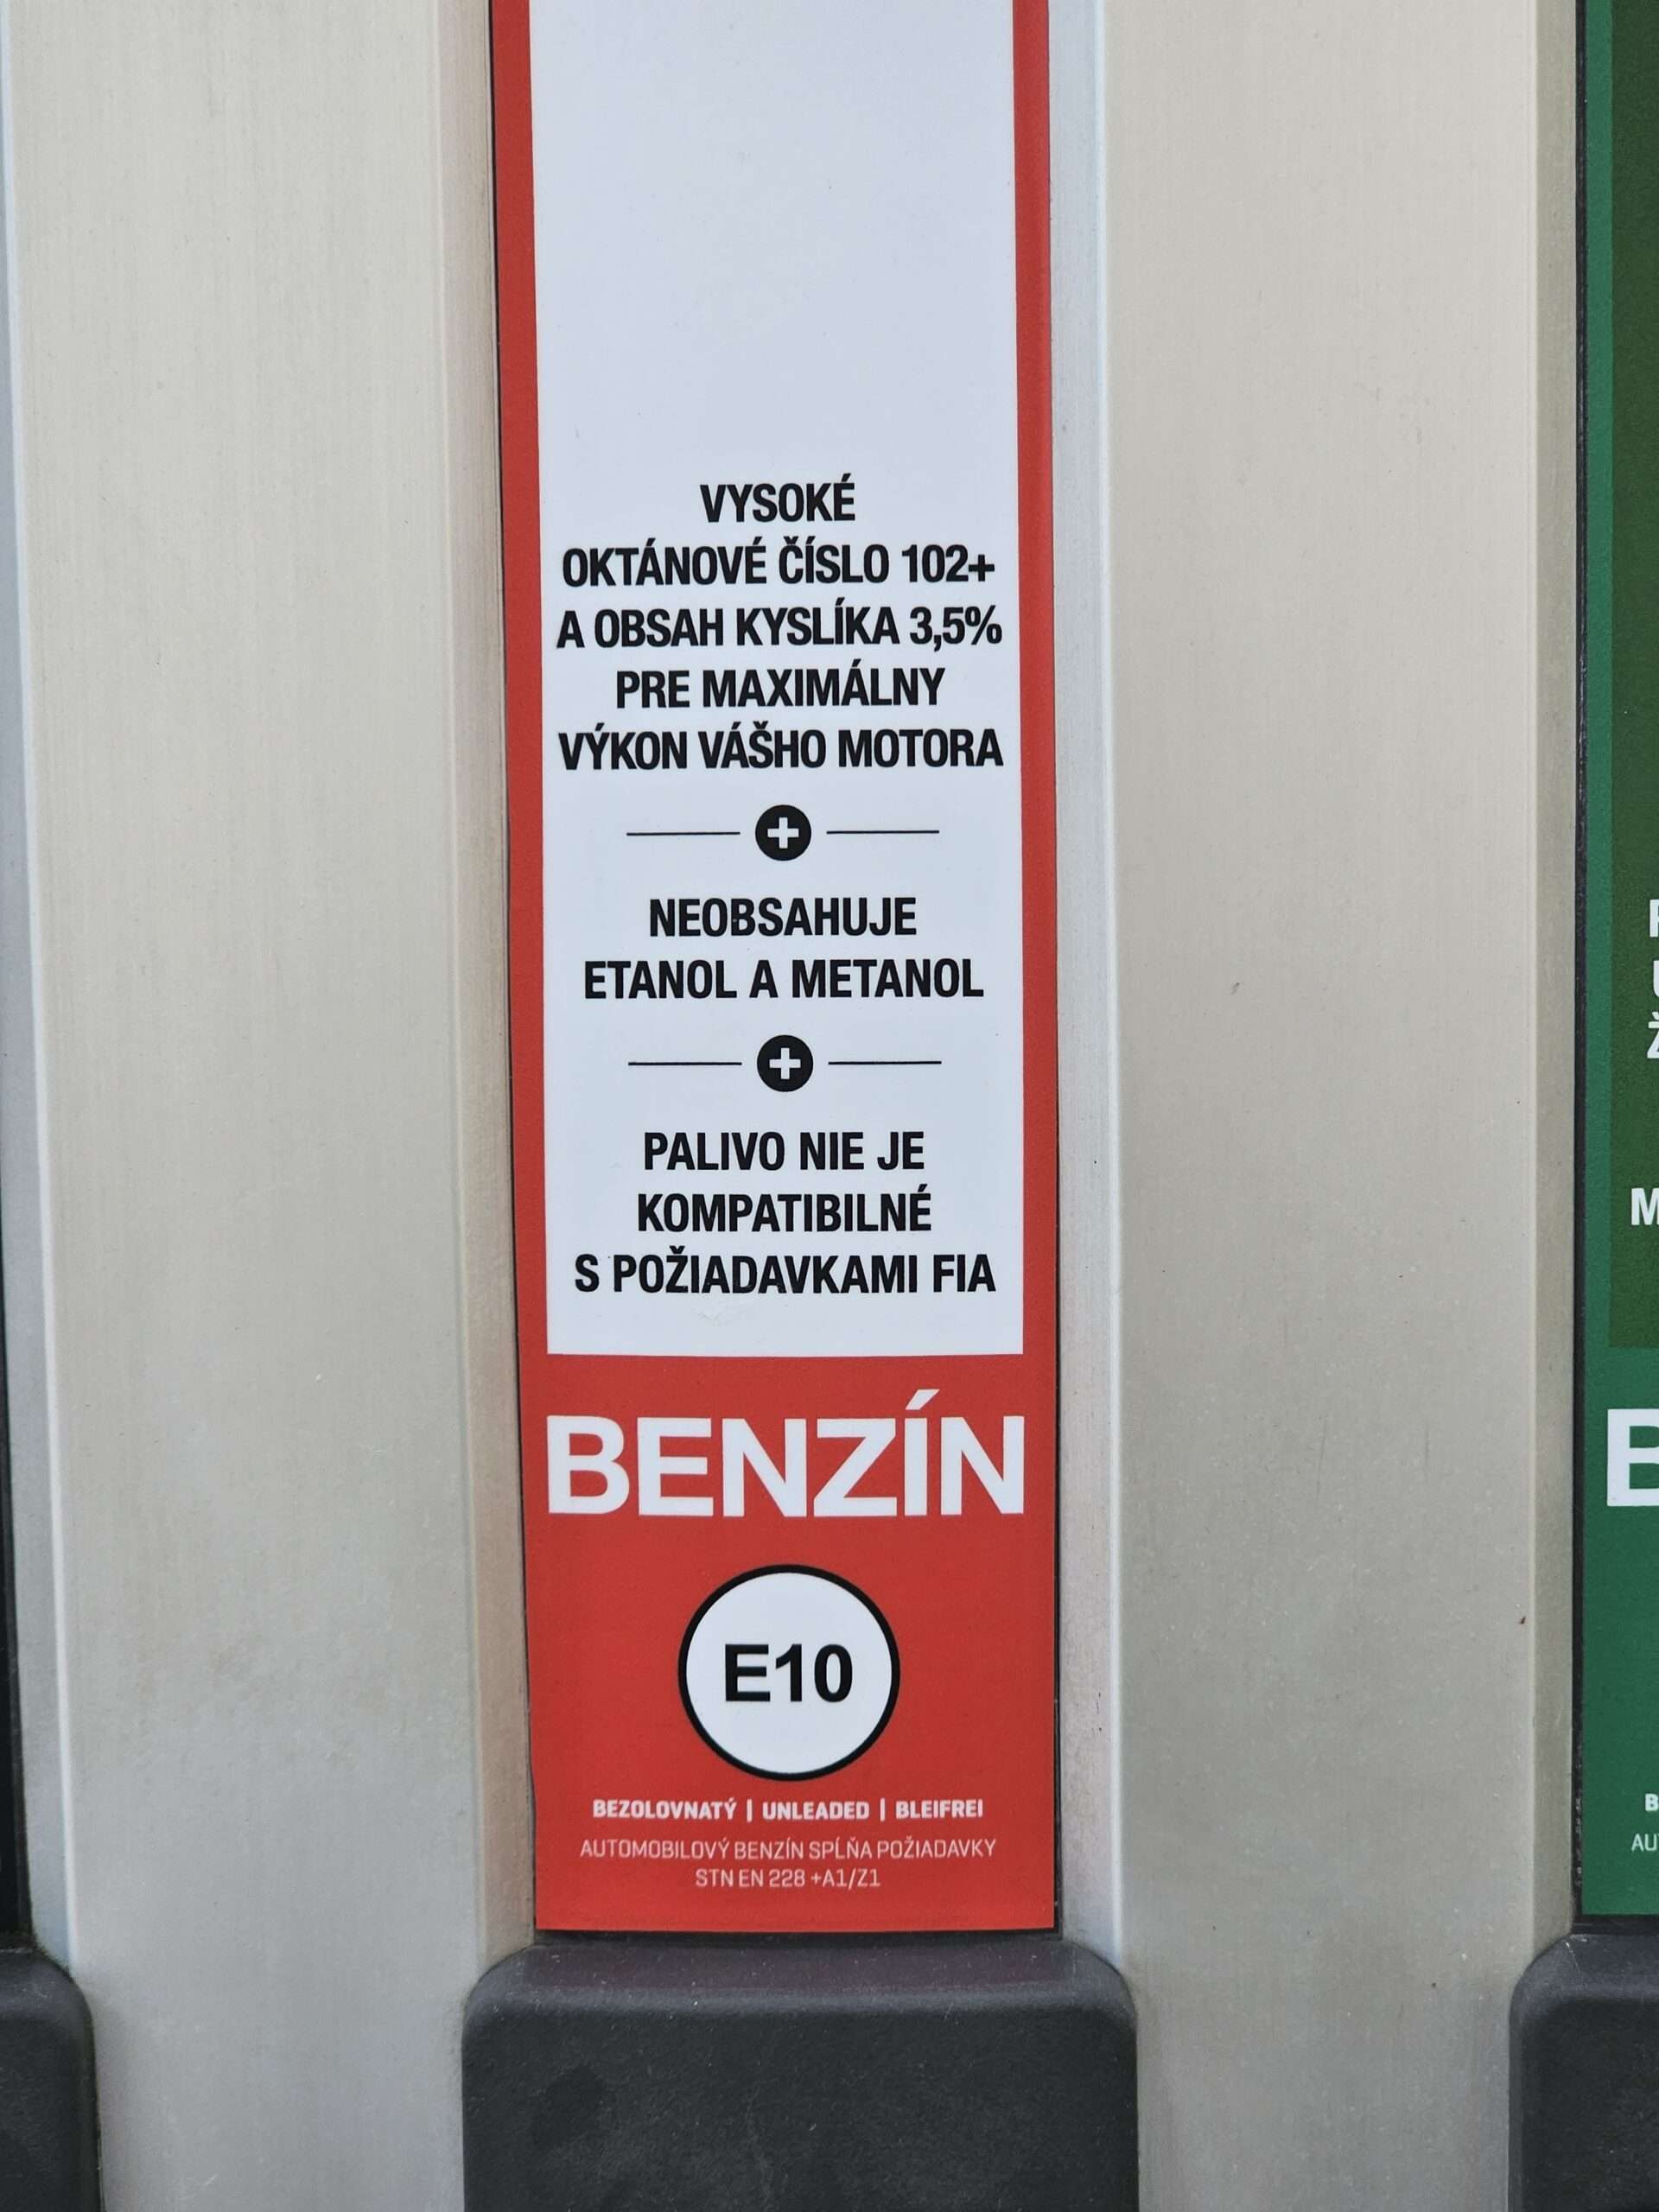 VYSOKÉ
OKTÁNOVÉ ČÍSLO 102+
A OBSAH KYSLÍKA 3,5%
PRE MAXIMÁLNY
VÝKON VÁŠHO MOTORA
NEOBSAHUJE
ETANOL A METANOL
PALIVO NIE JE
KOMPATIBILNÉ
S POŽIADAVKAMI FIA
BENZÍN
E10
BEZOLOVNATÝ | UNLEADED | BLEIFREI
AUTOMOBILOVÝ BENZÍN SPĹŇA POŽIADAVKY
STN EN 228 +A1/Z1